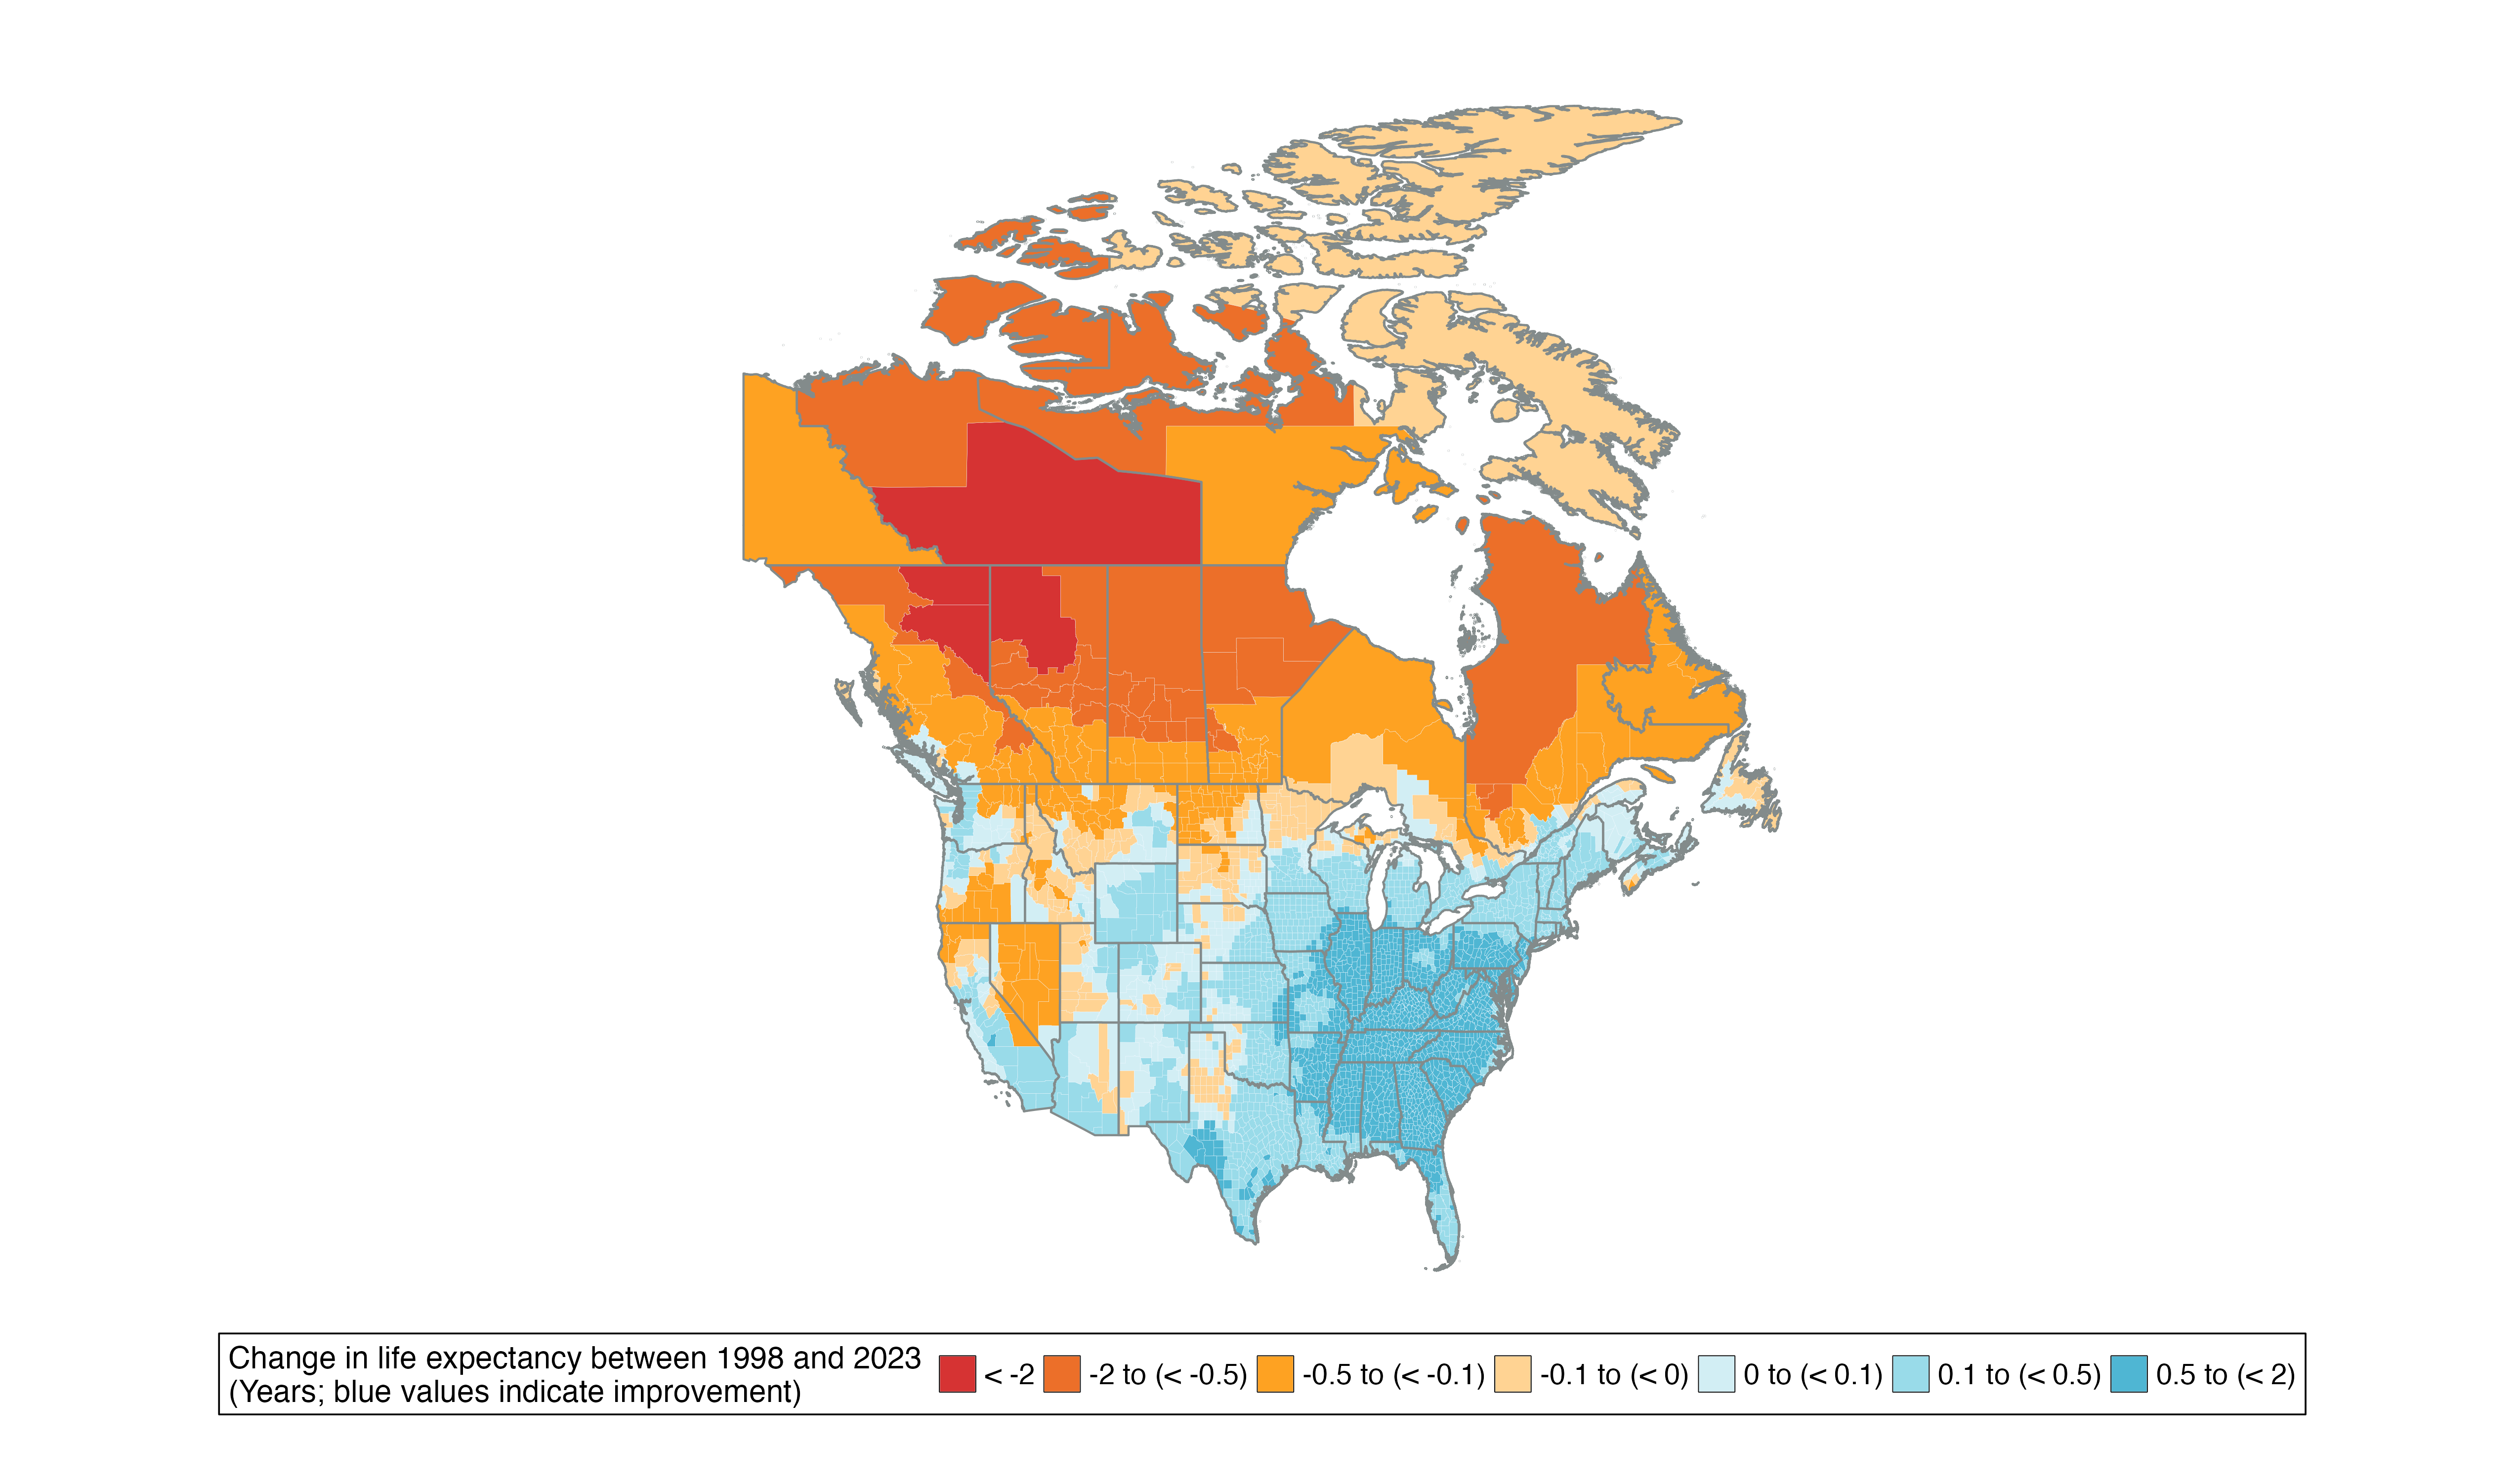 Change in life expectancy between 1998 and 2023
(Years; blue values indicate improvement)
< -2
-2 to (< -0.5)
-0.5 to (< -0.1)
-0.1 to (< 0)
0 to (< 0.1)
0.1 to (< 0.5)
0.5 to (< 2)